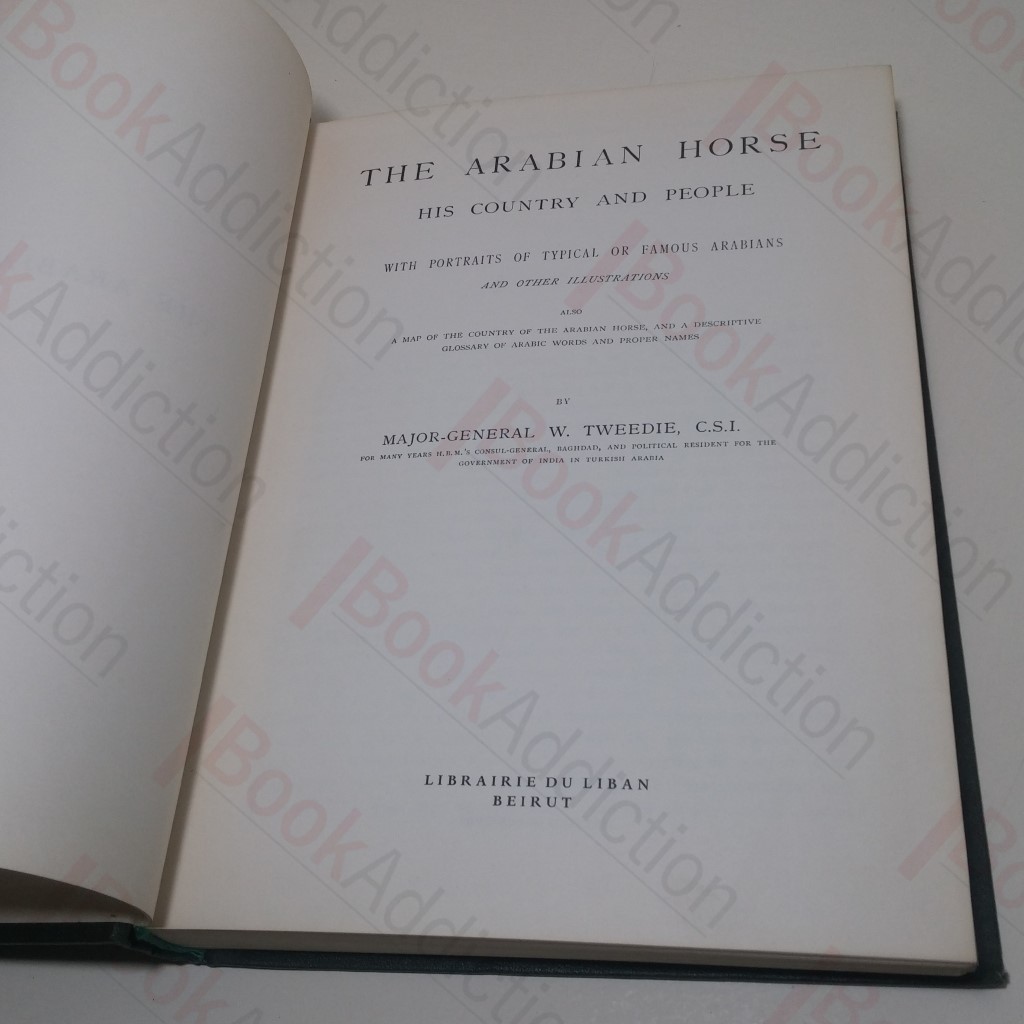 THE ARABIAN HORSE
HIS COUNTRY AND PEOPLE
WITH PORTRAITS OF TYPICAL OR FAMOUS ARABIANS
AND OTHER ILLUSTRATIONS
ALSO
A MAP OF THE COUNTRY OF THE ARABIAN HORSE, AND A DESCRIPTIVE
GLOSSARY OF ARABIC WORDS AND PROPER NAMES
BY
MAJOR-GENERAL W. TWEEDIE, C.S.I.
FOR MANY YEARS H.B.M.'S CONSUL-GENERAL, BAGHDAD, AND POLITICAL RESIDENT FOR THE
GOVERNMENT OF INDIA IN TURKISH ARABIA
LIBRAIRIE DU LIBAN
BEIRUT
BookAddiction